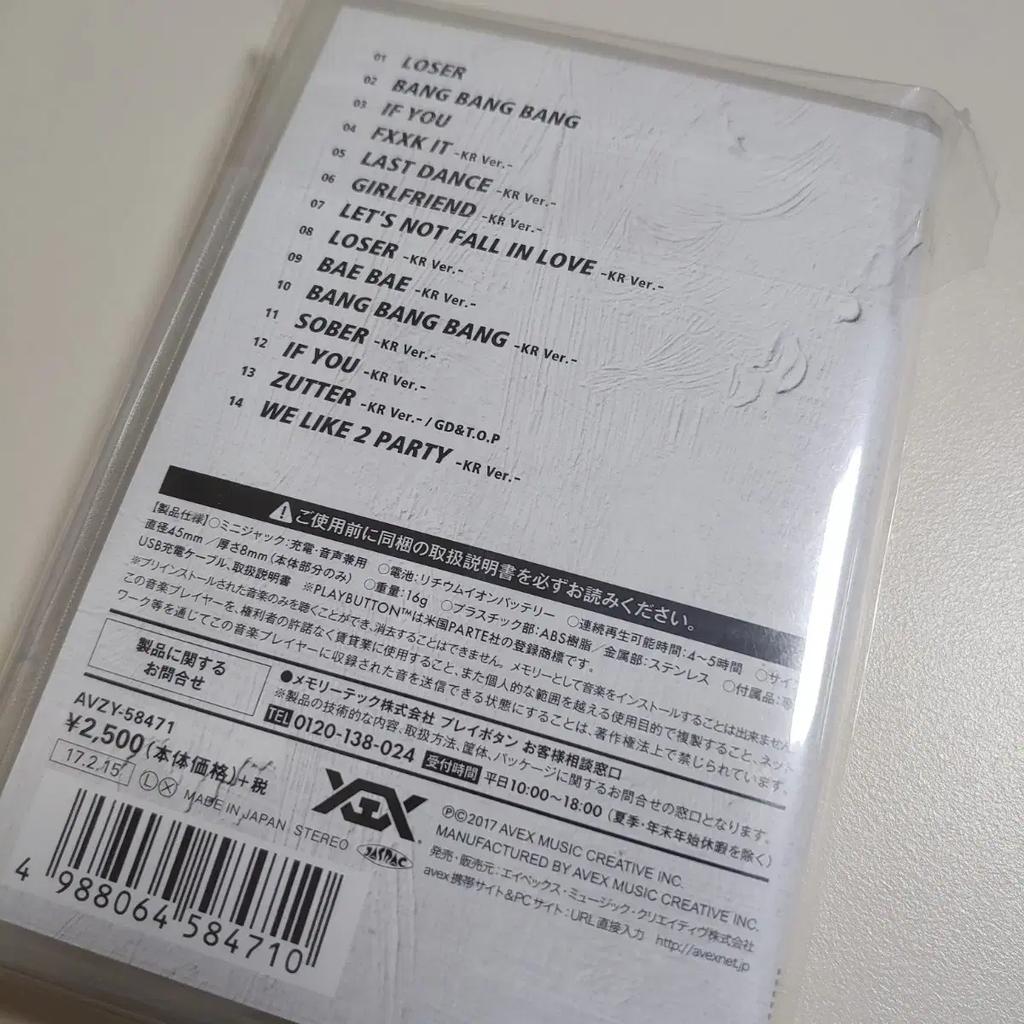 01 LOSER
02 BANG BANG BANG
03 IF YOU
04 FXXK IT -KR Ver.-
05 LAST DANCE -KR Ver.-
06 GIRLFRIEND -KR Ver.-
07 LET'S NOT FALL IN LOVE -KR Ver.-
08 LOSER -KR Ver.-
09 BAE BAE -KR Ver.-
10 BANG BANG BANG -KR Ver.-
11 SOBER -KR Ver.-
12 IF YOU -KR Ver.-
13 ZUTTER -KR Ver.- / GD&T.O.P
14 WE LIKE 2 PARTY -KR Ver.-
ご使用前に同梱の取扱説明書を必ずお読みください。
【製品仕様】○ミニジャック:充電・音声兼用 ○電池:リチウムイオンバッテリー ○連続再生可能時間:4~5時間 ○サイ
直径45mm/厚さ8mm(本体部分のみ) ○重量:16g ○プラスチック部:ABS樹脂/金属部:ステンレス ○付属品:
USB充電ケーブル、取扱説明書 ※PLAYBUTTON™は米国PARTE社の登録商標です。
※プリインストールされた音楽のみを聴くことができ、消去することはできません。メモリーとして音楽をインストールすることは出来ません
この音楽プレイヤーを、権利者の許諾なく賃貸業に使用すること、また個人的な範囲を越える使用目的で複製すること、ネット
ワーク等を通じてこの音楽プレイヤーに収録された音を送信できる状態にすることは、著作権法上で禁じられています。
製品に関する
お問合せ
●メモリーテック株式会社 プレイボタン お客様相談窓口
※製品の技術的な内容、取扱方法、筐体、パッケージに関するお問合せの窓口となります。
TEL 0120-138-024 受付時間 平日10:00~18:00 (夏季・年末年始休暇を除く)
AVZY-58471
¥2,500(本体価格)+税
17.2.15 Ⓛ Ⓧ MADE IN JAPAN STEREO
JASRAC
℗©2017 AVEX MUSIC CREATIVE INC.
MANUFACTURED BY AVEX MUSIC CREATIVE INC.
発売・販売元:エイベックス・ミュージック・クリエイティヴ株式会社
avex携帯サイト&PCサイト:URL直接入力 http://avexnet.jp
4 988064 584710